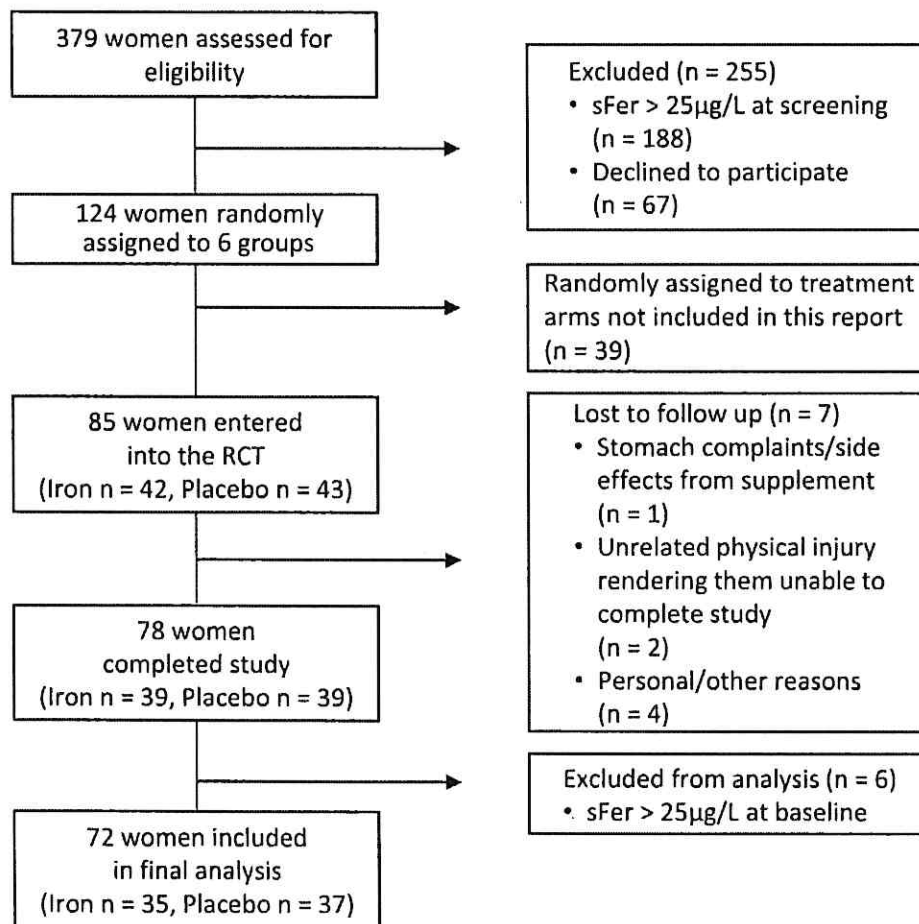 379 women assessed for
eligibility
Excluded (n = 255)
• sFer > 25µg/L at screening
(n = 188)
• Declined to participate
(n = 67)
124 women randomly
assigned to 6 groups
Randomly assigned to treatment
arms not included in this report
(n = 39)
85 women entered
into the RCT
(Iron n = 42, Placebo n = 43)
Lost to follow up (n = 7)
• Stomach complaints/side
effects from supplement
(n = 1)
• Unrelated physical injury
rendering them unable to
complete study
(n = 2)
• Personal/other reasons
(n = 4)
78 women
completed study
(Iron n = 39, Placebo n = 39)
Excluded from analysis (n = 6)
• sFer > 25µg/L at baseline
72 women included
in final analysis
(Iron n = 35, Placebo n = 37)